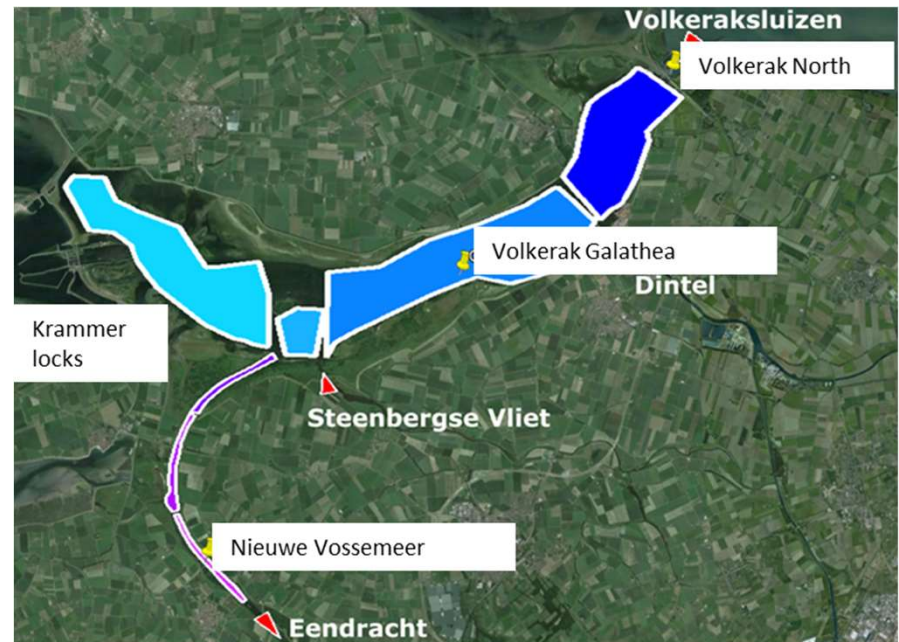 Volkeraksluizen
Volkerak North
Volkerak Galathea
Dintel
Krammer
locks
Steenbergse Vliet
Nieuwe Vossemeer
Eendracht